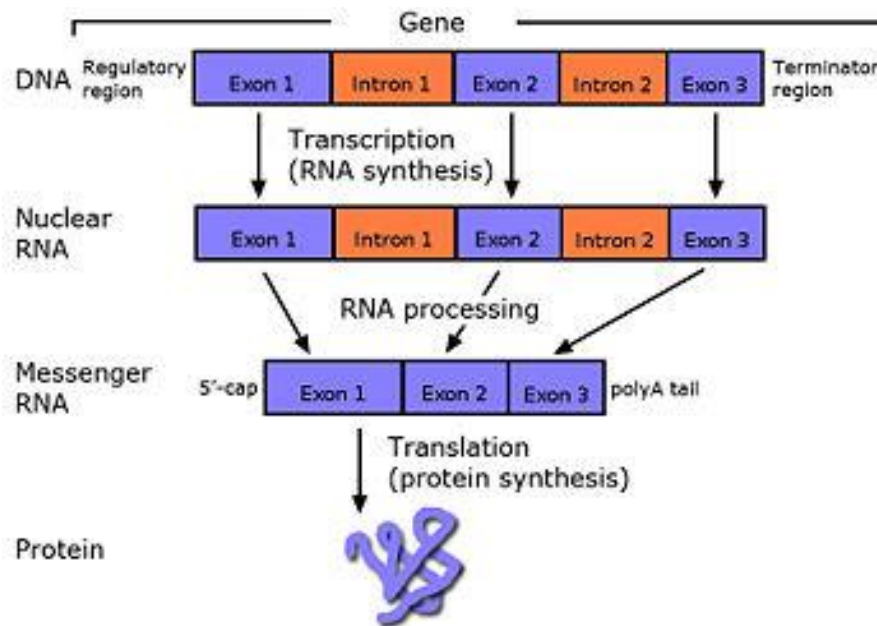 Gene
DNA
Regulatory
region
Exon 1
Intron 1
Exon 2
Intron 2
Exon 3
Terminator
region
Transcription
(RNA synthesis)
Nuclear
RNA
Exon 1
Intron 1
Exon 2
Intron 2
Exon 3
RNA processing
Messenger
RNA
5'-cap
Exon 1
Exon 2
Exon 3
polyA tail
Translation
(protein synthesis)
Protein